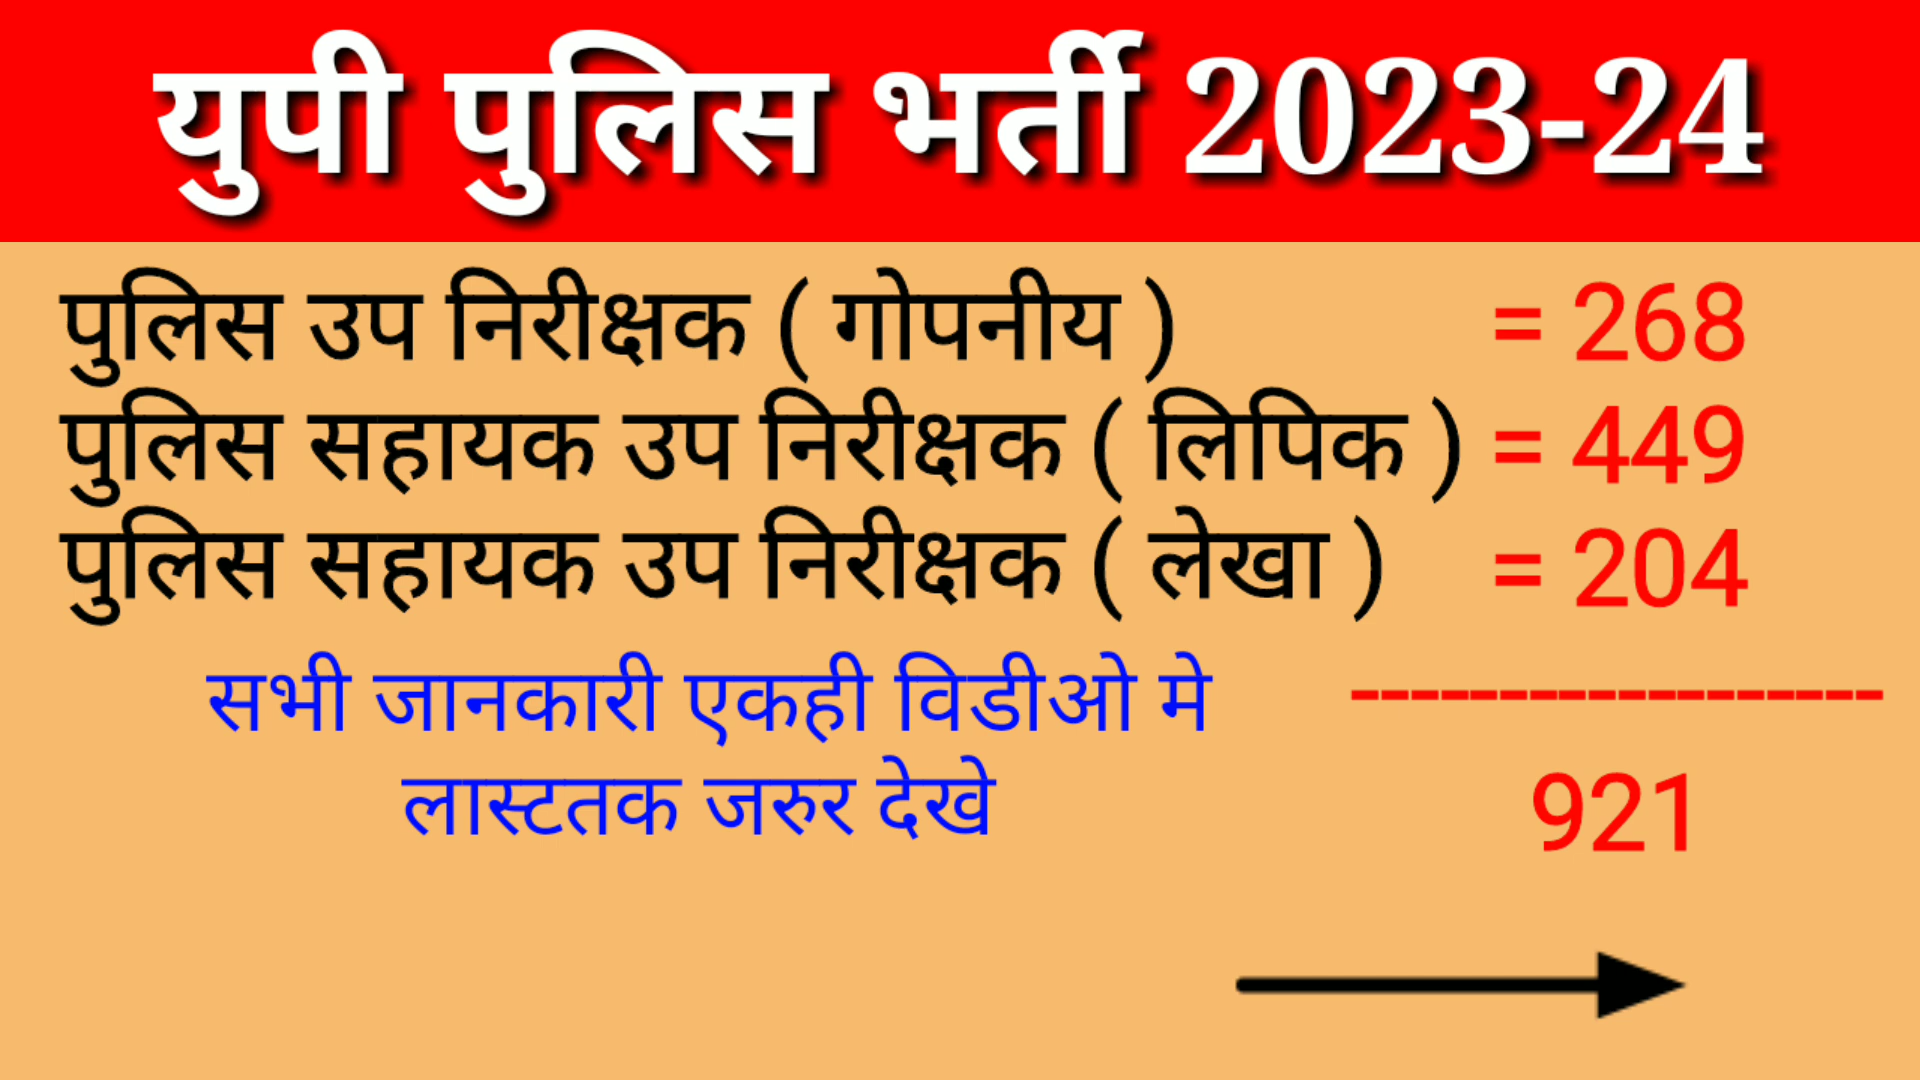 युपी पुलिस भर्ती 2023-24
पुलिस उप निरीक्षक ( गोपनीय ) = 268
पुलिस सहायक उप निरीक्षक ( लिपिक ) = 449
पुलिस सहायक उप निरीक्षक ( लेखा ) = 204
सभी जानकारी एकही विडीओ मे
------------------
लास्टतक जरुर देखे
921